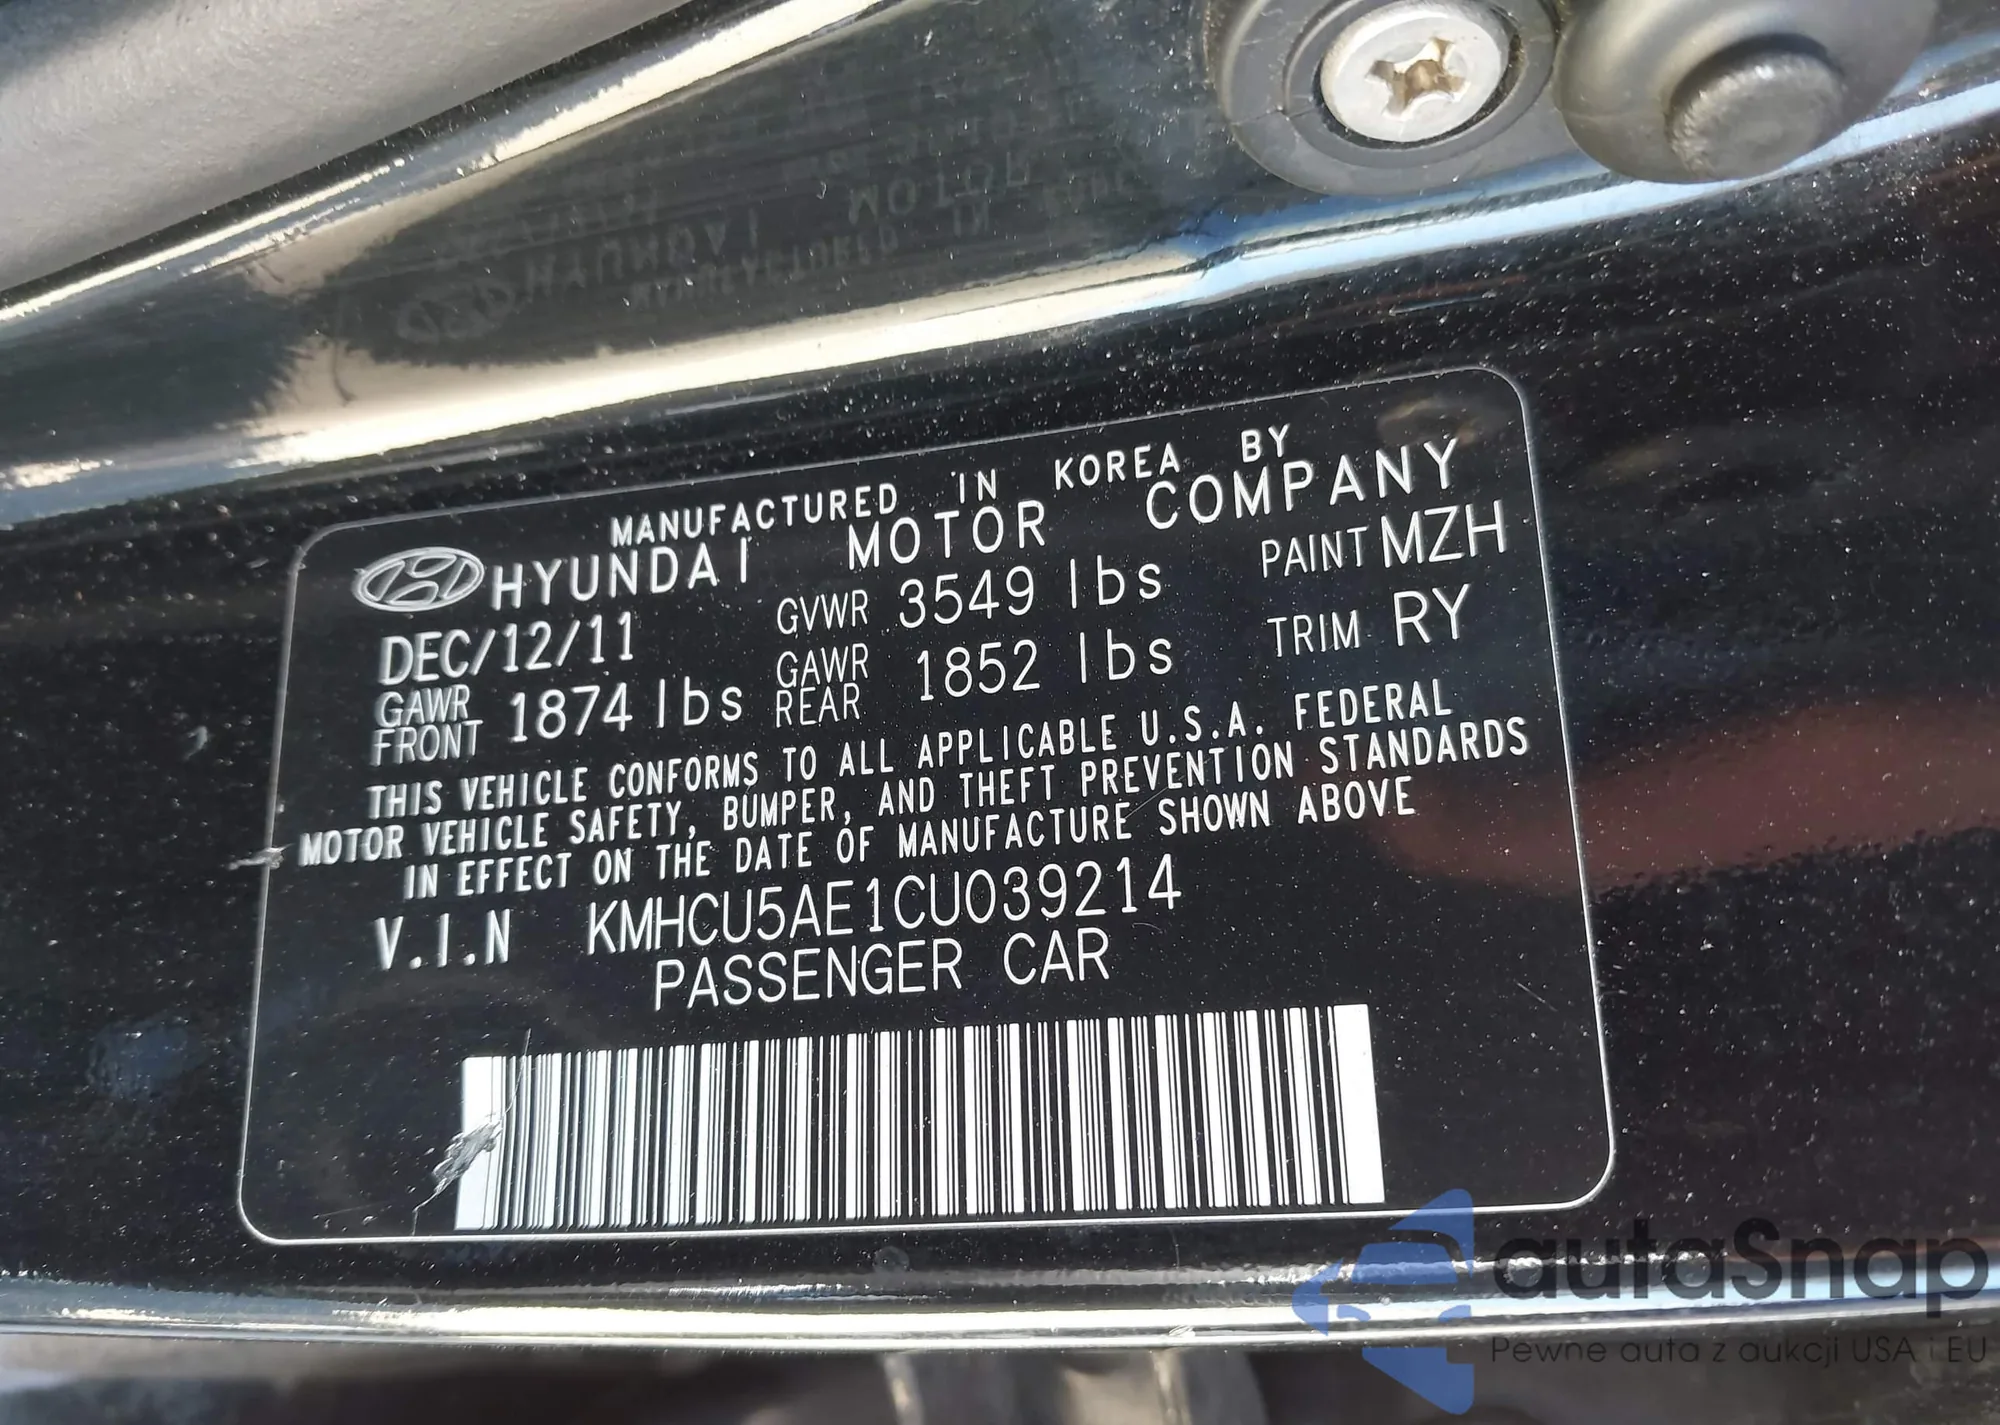 MANUFACTURED IN KOREA BY
HYUNDAI MOTOR COMPANY
DEC/12/11 GVWR 3549 lbs PAINT MZH
GAWR FRONT 1874 lbs GAWR REAR 1852 lbs TRIM RY
THIS VEHICLE CONFORMS TO ALL APPLICABLE U.S.A. FEDERAL
MOTOR VEHICLE SAFETY, BUMPER, AND THEFT PREVENTION STANDARDS
IN EFFECT ON THE DATE OF MANUFACTURE SHOWN ABOVE
V.I.N KMHCU5AE1CU039214
PASSENGER CAR
autaSnap
Pewne auta z aukcji USA i EU